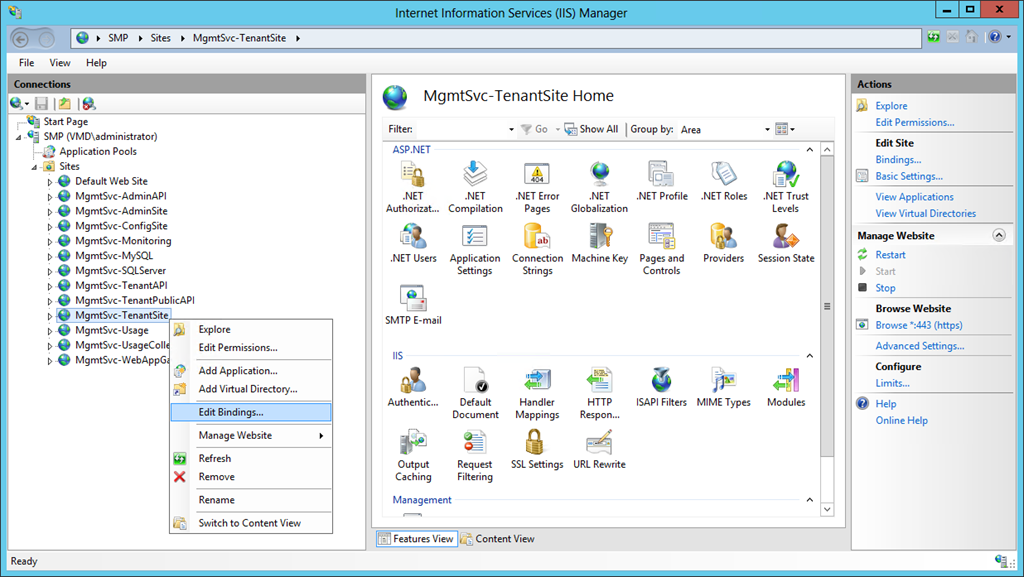 Internet Information Services (IIS) Manager
SMP
Sites
MgmtSvc-TenantSite
File
View
Help
Connections
Start Page
SMP (VMD\administrator)
Application Pools
Sites
Default Web Site
MgmtSvc-AdminAPI
MgmtSvc-AdminSite
MgmtSvc-ConfigSite
MgmtSvc-Monitoring
MgmtSvc-MySQL
MgmtSvc-SQLServer
MgmtSvc-TenantAPI
MgmtSvc-TenantPublicAPI
MgmtSvc-TenantSite
MgmtSvc-Usage
MgmtSvc-UsageColle
MgmtSvc-WebAppGa
Explore
Edit Permissions...
Add Application...
Add Virtual Directory...
Edit Bindings...
Manage Website
Refresh
Remove
Rename
Switch to Content View
MgmtSvc-TenantSite Home
Filter:
Go
Show All
Group by:
Area
ASP.NET
.NET Authorizat...
.NET Compilation
.NET Error Pages
.NET Globalization
.NET Profile
.NET Roles
.NET Trust Levels
.NET Users
Application Settings
Connection Strings
Machine Key
Pages and Controls
Providers
Session State
SMTP E-mail
IIS
Authentic...
Default Document
Handler Mappings
HTTP Respon...
ISAPI Filters
MIME Types
Modules
Output Caching
Request Filtering
SSL Settings
URL Rewrite
Management
Features View
Content View
Actions
Explore
Edit Permissions...
Edit Site
Bindings...
Basic Settings...
View Applications
View Virtual Directories
Manage Website
Restart
Start
Stop
Browse Website
Browse *:443 (https)
Advanced Settings...
Configure
Limits...
Help
Online Help
Ready